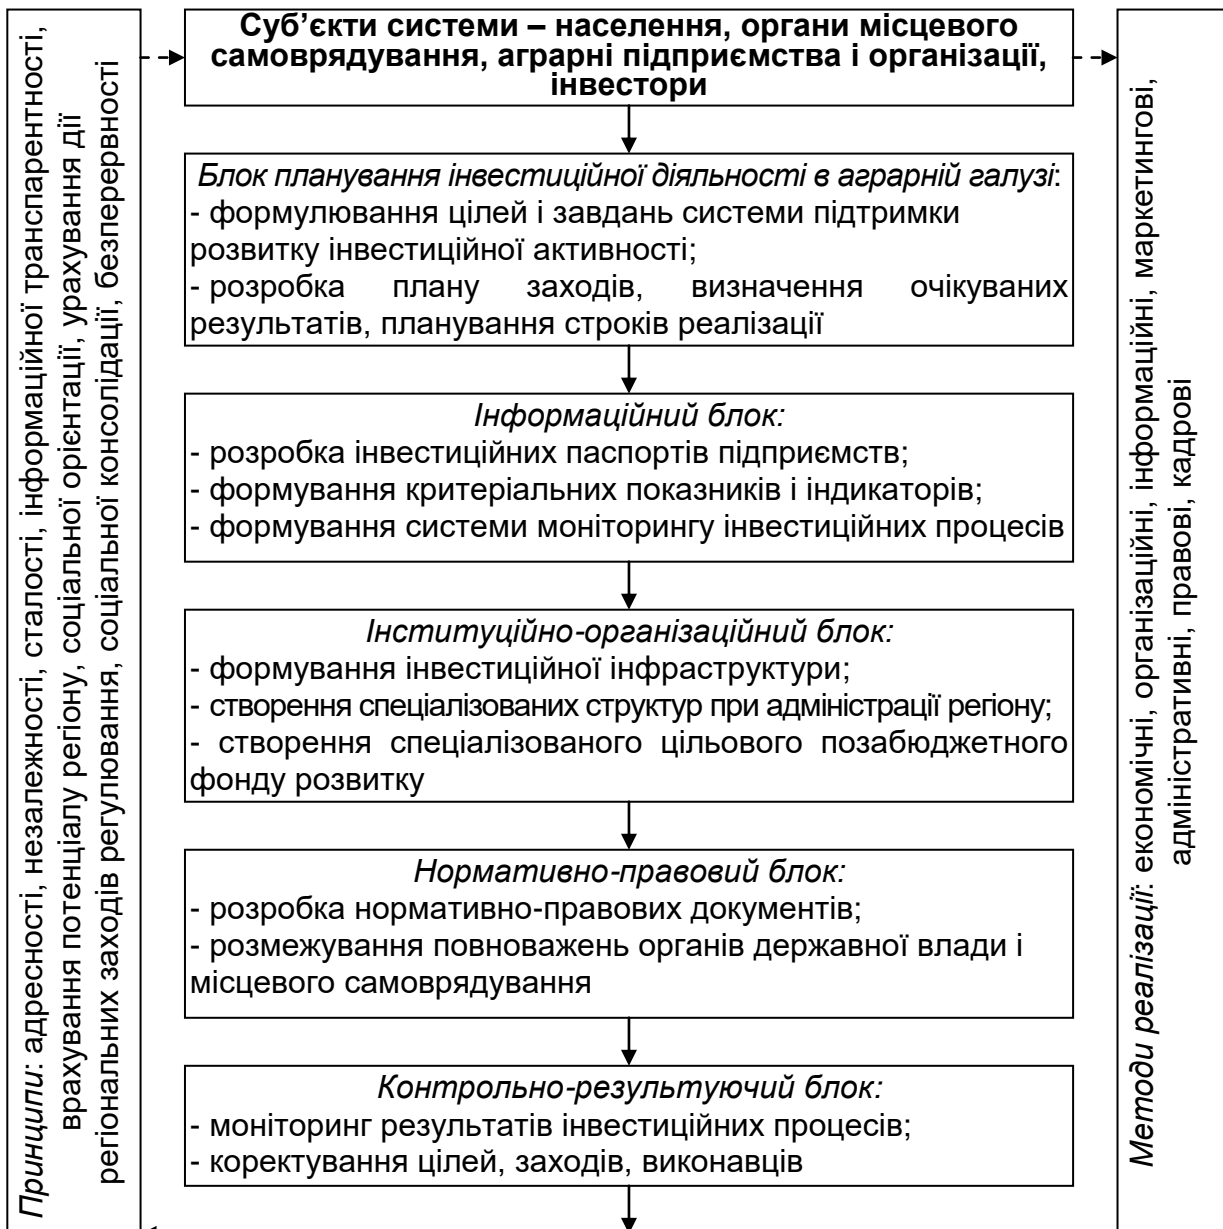 Принципи: адресності, незалежності, сталості, інформаційної транспарентності,
врахування потенціалу регіону, соціальної орієнтації, урахування дії
регіональних заходів регулювання, соціальної консолідації, безперервності
Суб’єкти системи – населення, органи місцевого
самоврядування, аграрні підприємства і організації,
інвестори
Блок планування інвестиційної діяльності в аграрній галузі:
- формулювання цілей і завдань системи підтримки
розвитку інвестиційної активності;
- розробка плану заходів, визначення очікуваних
результатів, планування строків реалізації
Інформаційний блок:
- розробка інвестиційних паспортів підприємств;
- формування критеріальних показників і індикаторів;
- формування системи моніторингу інвестиційних процесів
Інституційно-організаційний блок:
- формування інвестиційної інфраструктури;
- створення спеціалізованих структур при адміністрації регіону;
- створення спеціалізованого цільового позабюджетного
фонду розвитку
Нормативно-правовий блок:
- розробка нормативно-правових документів;
- розмежування повноважень органів державної влади і
місцевого самоврядування
Контрольно-результуючий блок:
- моніторинг результатів інвестиційних процесів;
- коректування цілей, заходів, виконавців
Методи реалізації: економічні, організаційні, інформаційні, маркетингові,
адміністративні, правові, кадрові